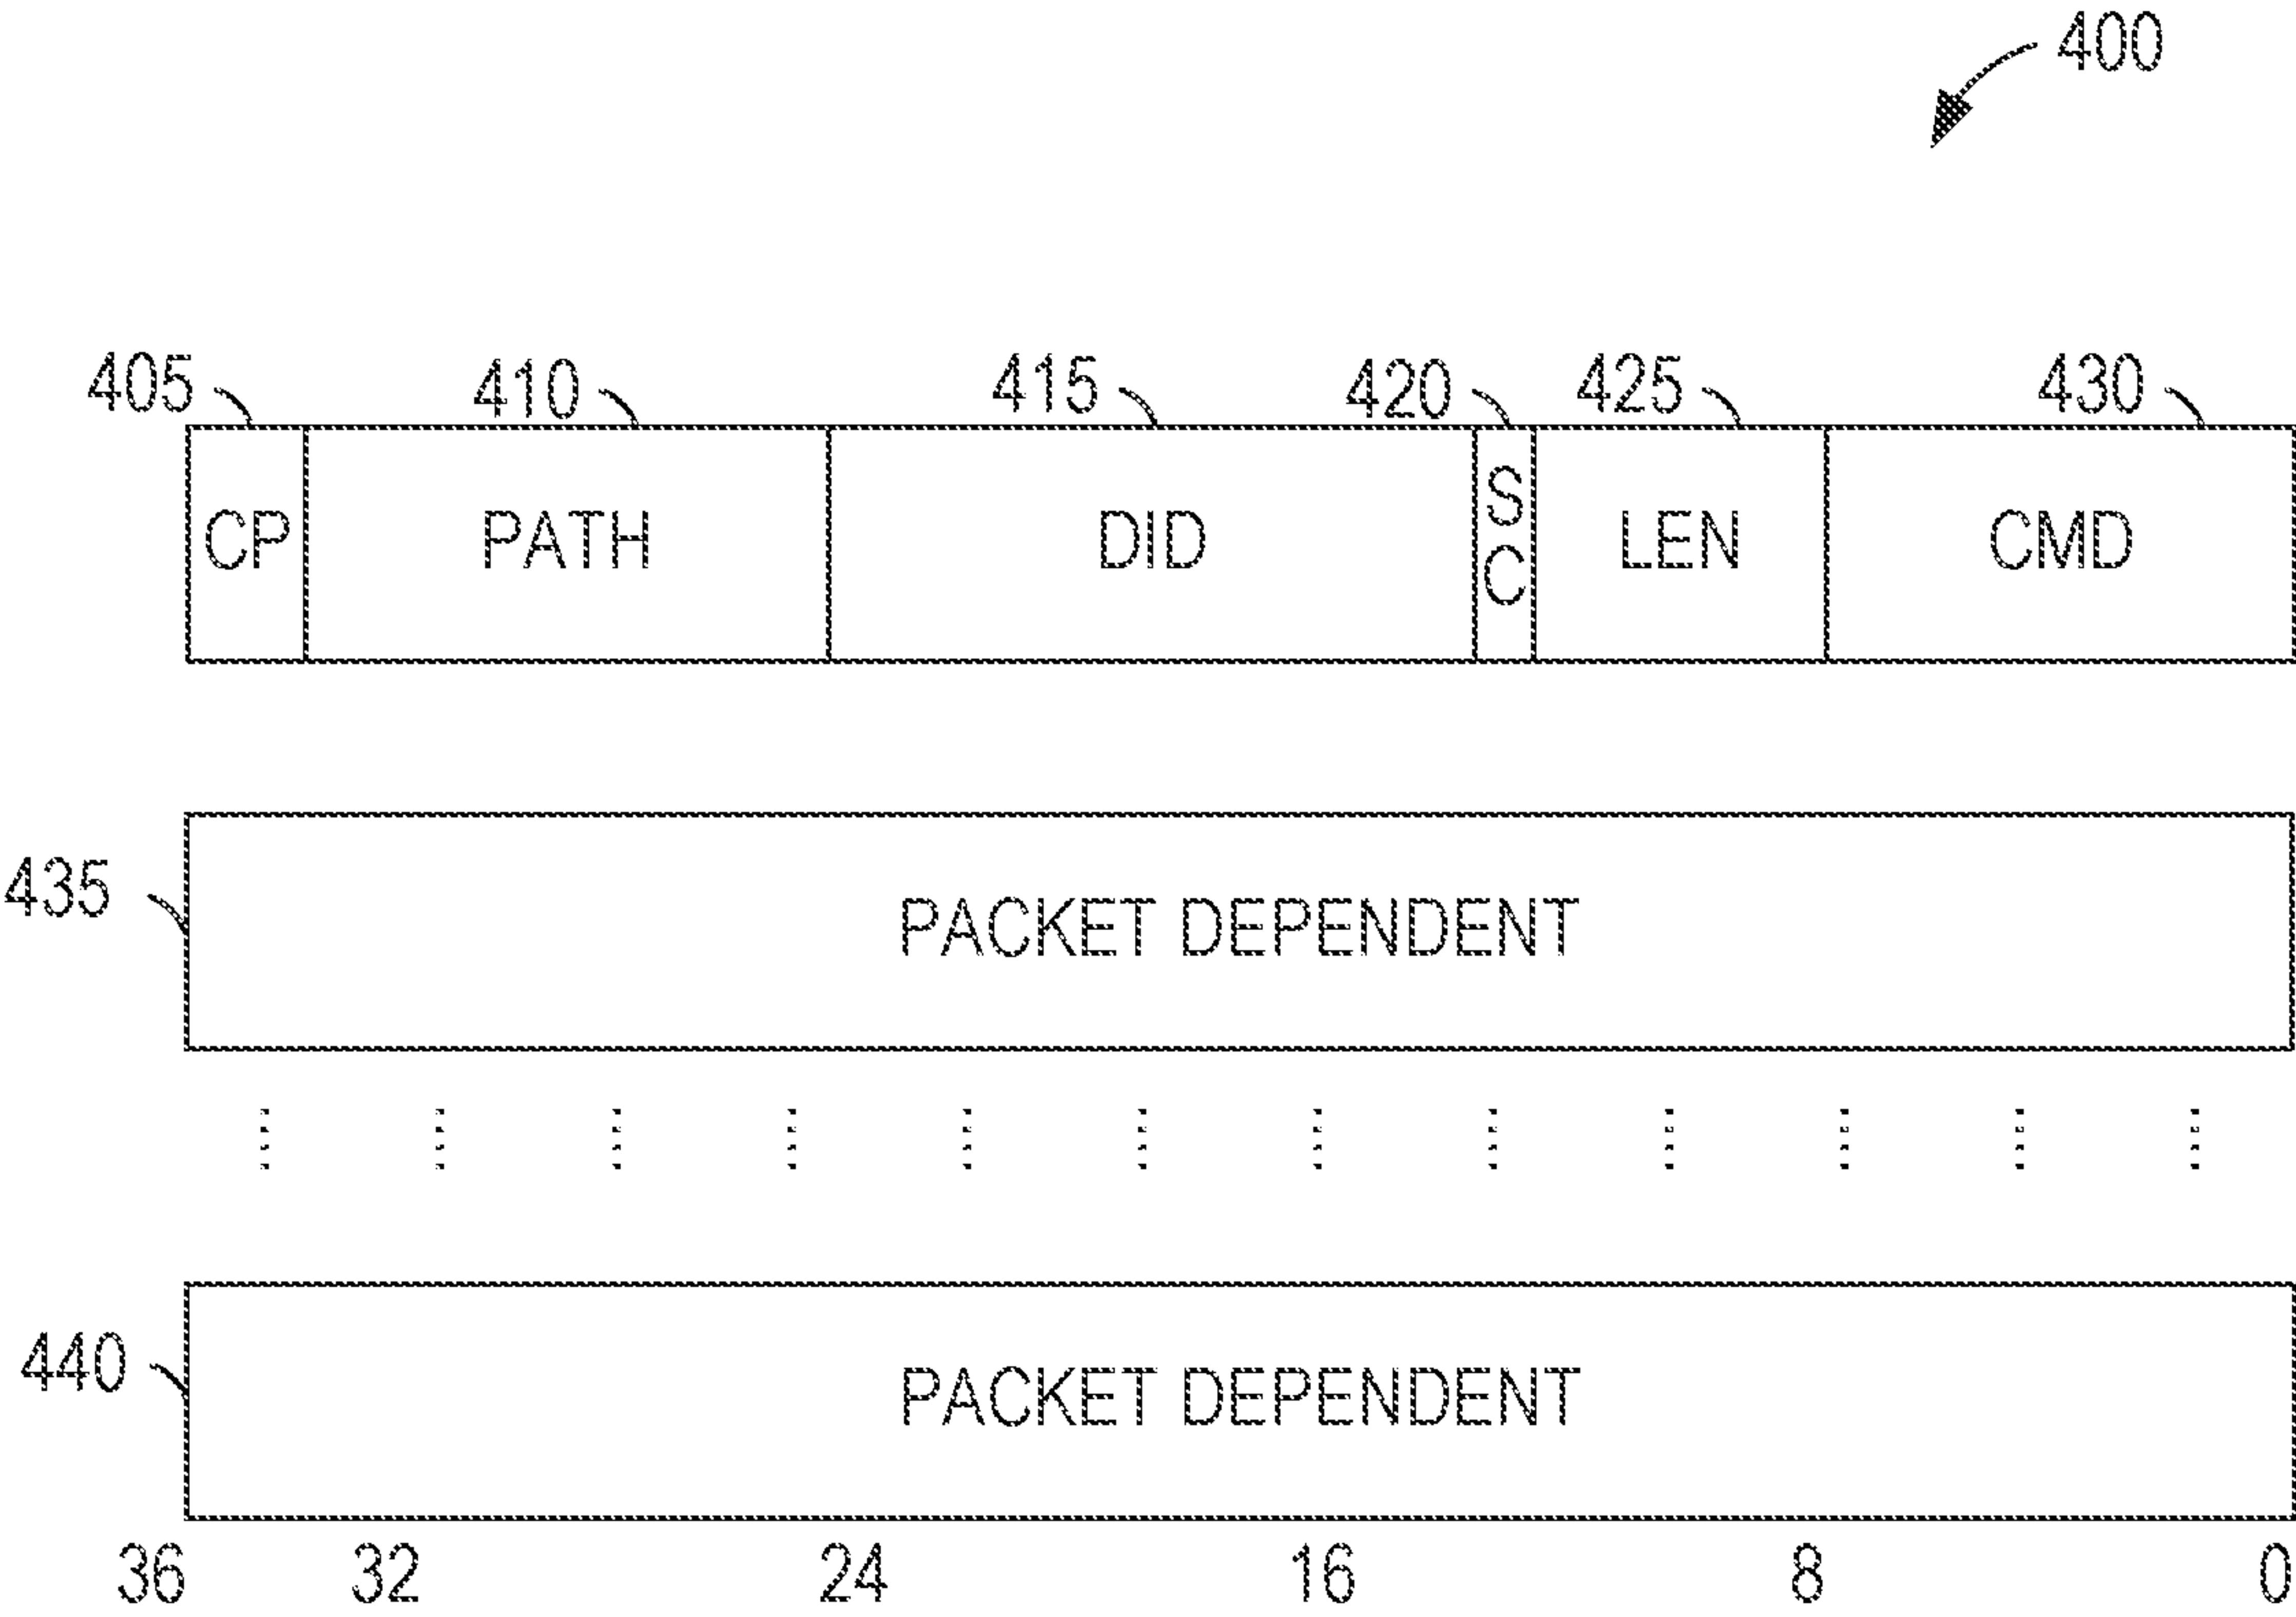 400
405 410 415 420 425 430
CP PATH DID SC LEN CMD
435
PACKET DEPENDENT
440
PACKET DEPENDENT
36 32 24 16 8 0